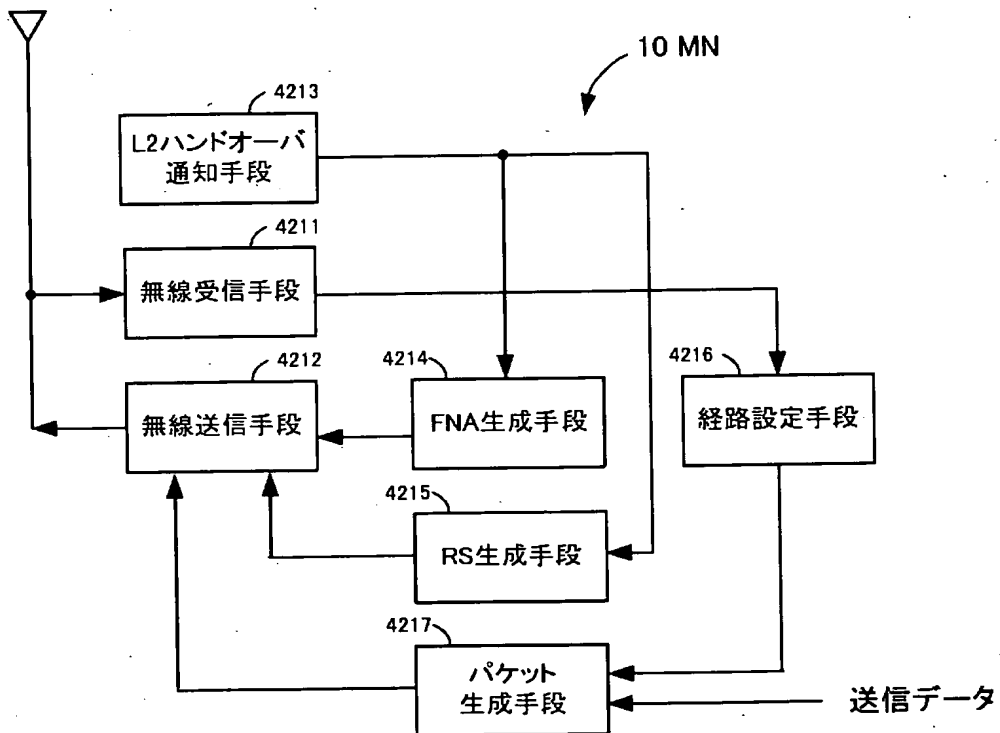 10 MN
4213
L2ハンドオーバ
通知手段
4211
無線受信手段
4212
無線送信手段
4214
FNA生成手段
4216
経路設定手段
4215
RS生成手段
4217
パケット
生成手段
送信データ